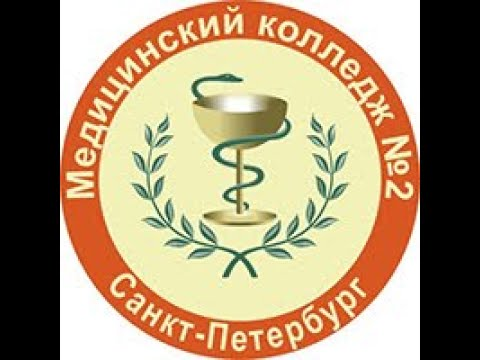 Медицинский колледж №2
Санкт-Петербург